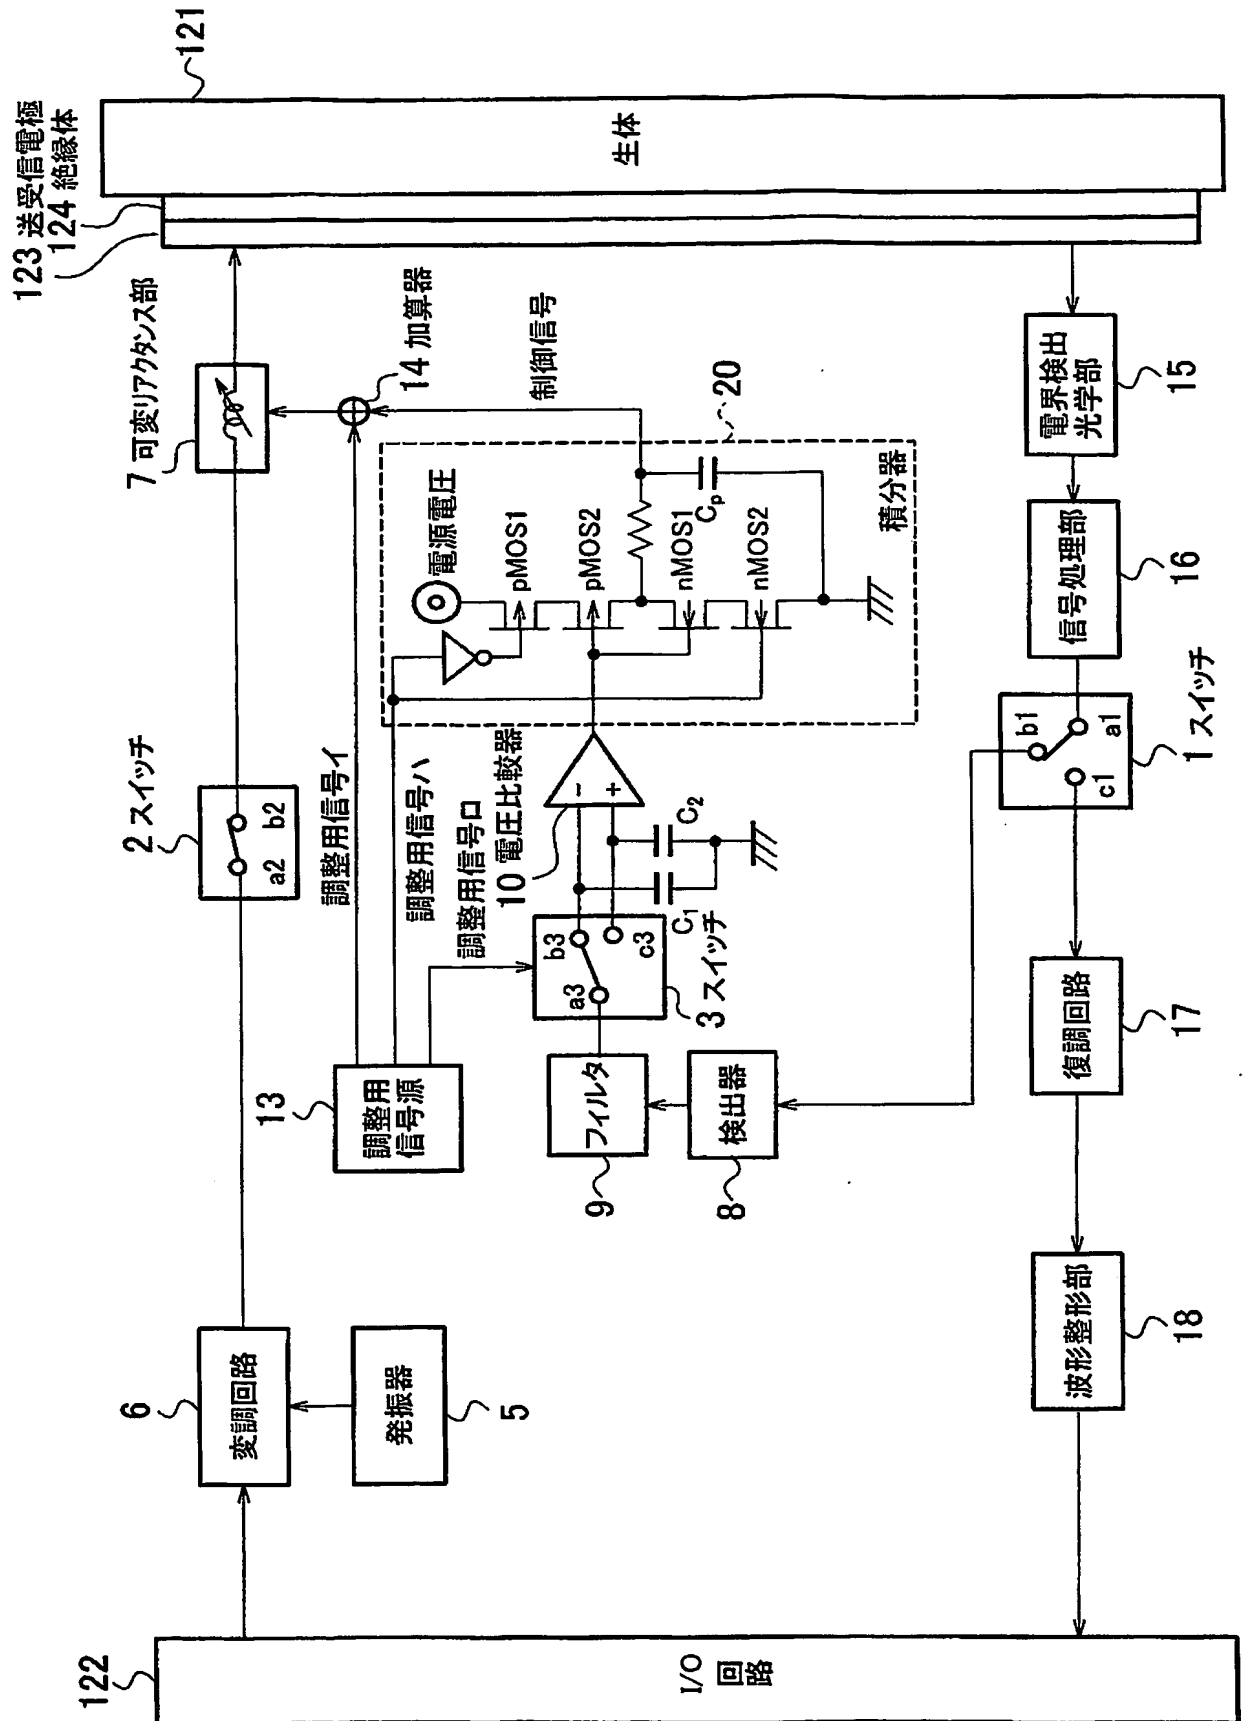 122
I/O
回路
6
変調回路
発振器
5
2 スイッチ
a2
b2
7 可変リアクタンス部
123 送受信電極
124 絶縁体
121
生体
調整用信号イ
調整用信号ハ
調整用信号ロ
13
調整用
信号源
14 加算器
制御信号
20
電源電圧
pMOS1
pMOS2
nMOS1
nMOS2
Cp
積分器
10 電圧比較器
-
+
C1
C2
3 スイッチ
a3
b3
c3
フィルタ
9
検出器
8
電界検出
光学部
15
信号処理部
16
1 スイッチ
a1
b1
c1
復調回路
17
波形整形部
18